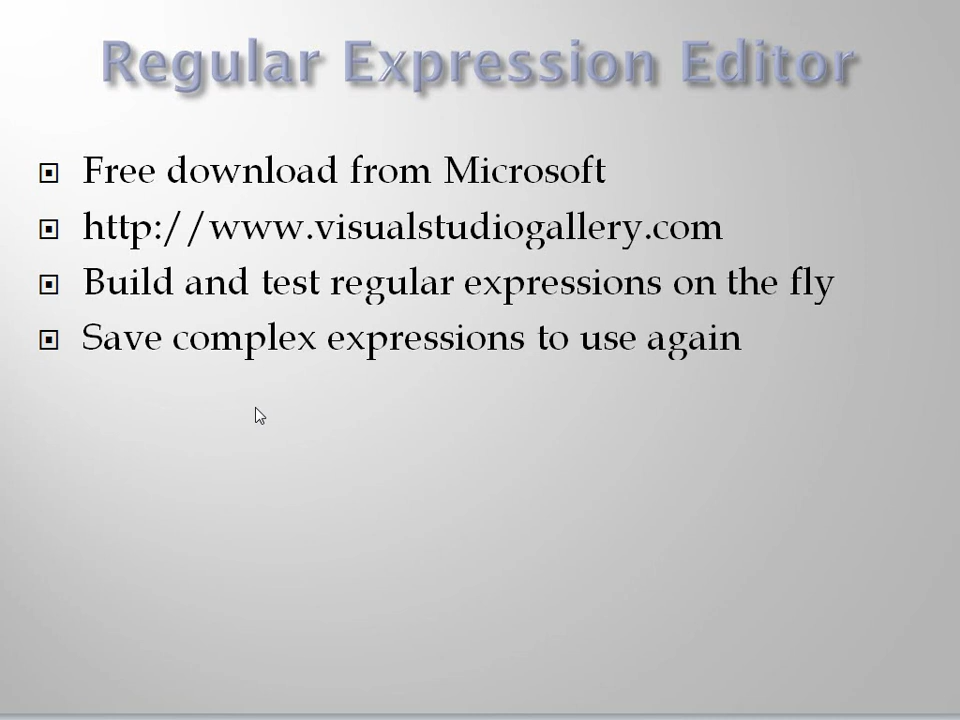 Regular Expression Editor
Free download from Microsoft
http://www.visualstudiogallery.com
Build and test regular expressions on the fly
Save complex expressions to use again